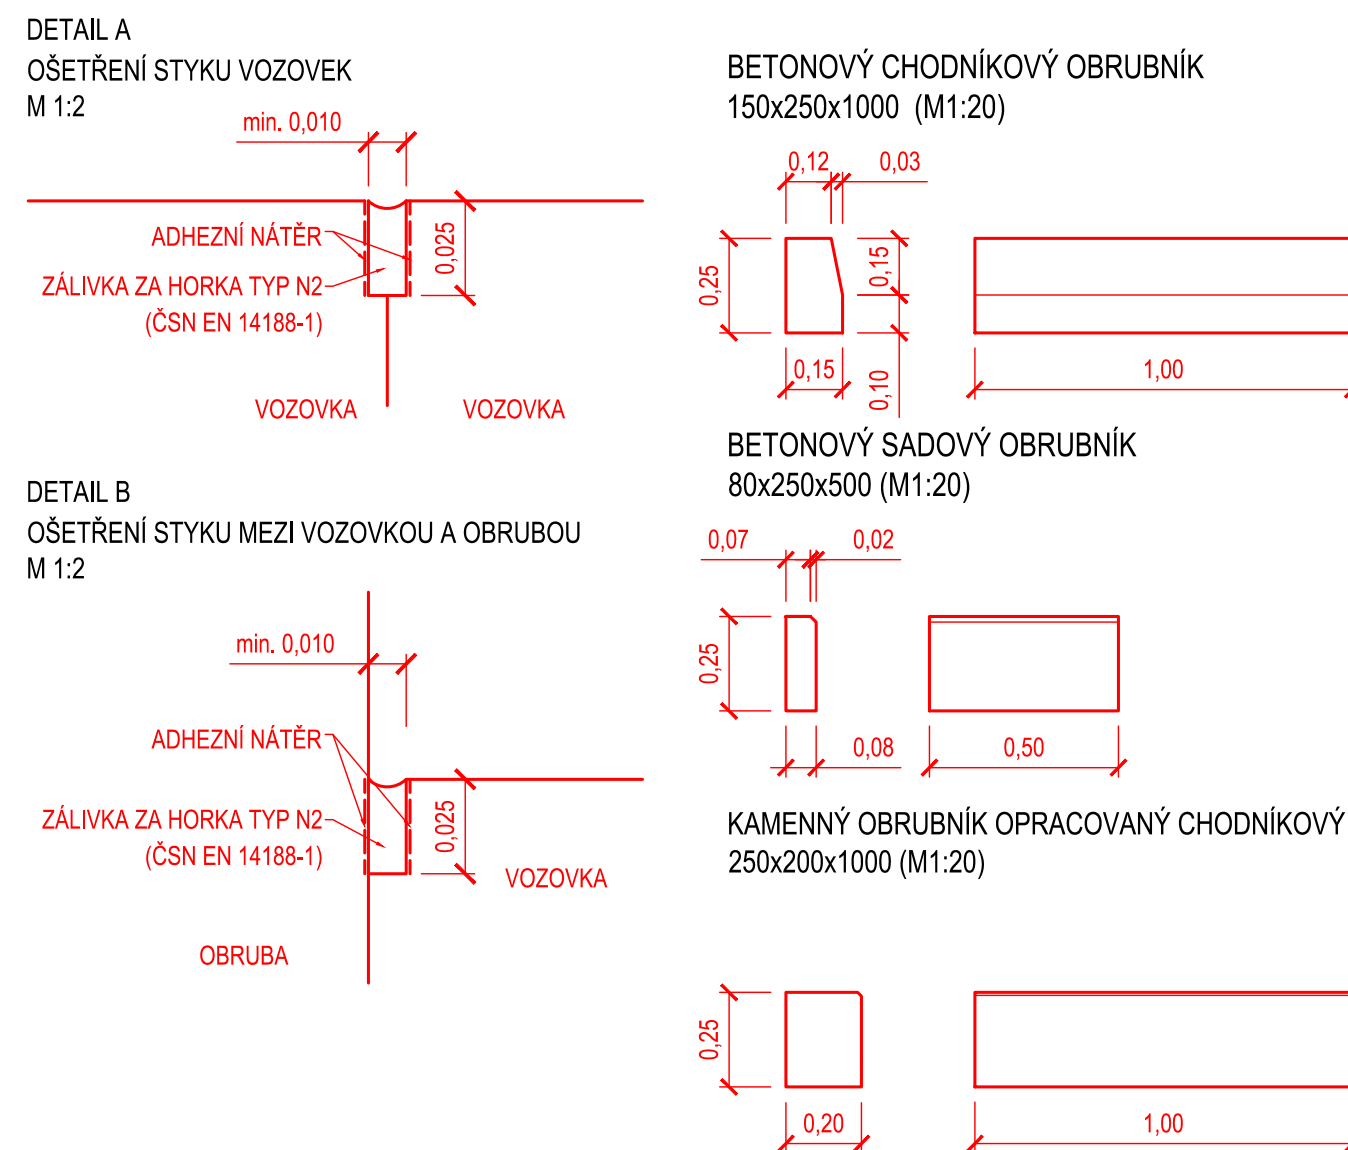 DETAIL A
OŠETŘENÍ STYKU VOZOVEK
M 1:2
min. 0,010
ADHEZNÍ NÁTĚR
0,025
ZÁLIVKA ZA HORKA TYP N2
(ČSN EN 14188-1)
VOZOVKA
VOZOVKA
DETAIL B
OŠETŘENÍ STYKU MEZI VOZOVKOU A OBRUBOU
M 1:2
min. 0,010
ADHEZNÍ NÁTĚR
ZÁLIVKA ZA HORKA TYP N2
(ČSN EN 14188-1)
0,025
VOZOVKA
OBRUBA
BETONOVÝ CHODNÍKOVÝ OBRUBNÍK
150x250x1000 (M1:20)
0,12
0,03
0,25
0,15
0,15
0,10
1,00
BETONOVÝ SADOVÝ OBRUBNÍK
80x250x500 (M1:20)
0,07
0,02
0,25
0,08
0,50
KAMENNÝ OBRUBNÍK OPRACOVANÝ CHODNÍKOVÝ
250x200x1000 (M1:20)
0,25
0,20
1,00